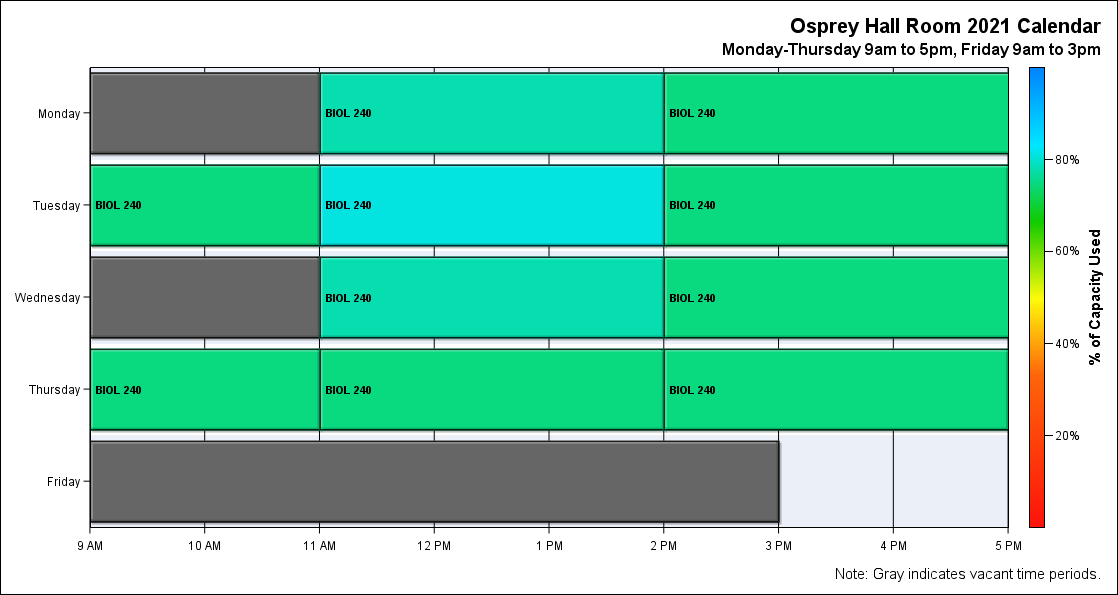 Osprey Hall Room 2021 Calendar
Monday-Thursday 9am to 5pm, Friday 9am to 3pm
Monday
BIOL 240
BIOL 240
80%
Tuesday
BIOL 240
BIOL 240
BIOL 240
60%
% of Capacity Used
Wednesday
BIOL 240
BIOL 240
40%
Thursday
BIOL 240
BIOL 240
BIOL 240
20%
Friday
9 AM
10 AM
11 AM
12 PM
1 PM
2 PM
3 PM
4 PM
5 PM
Note: Gray indicates vacant time periods.